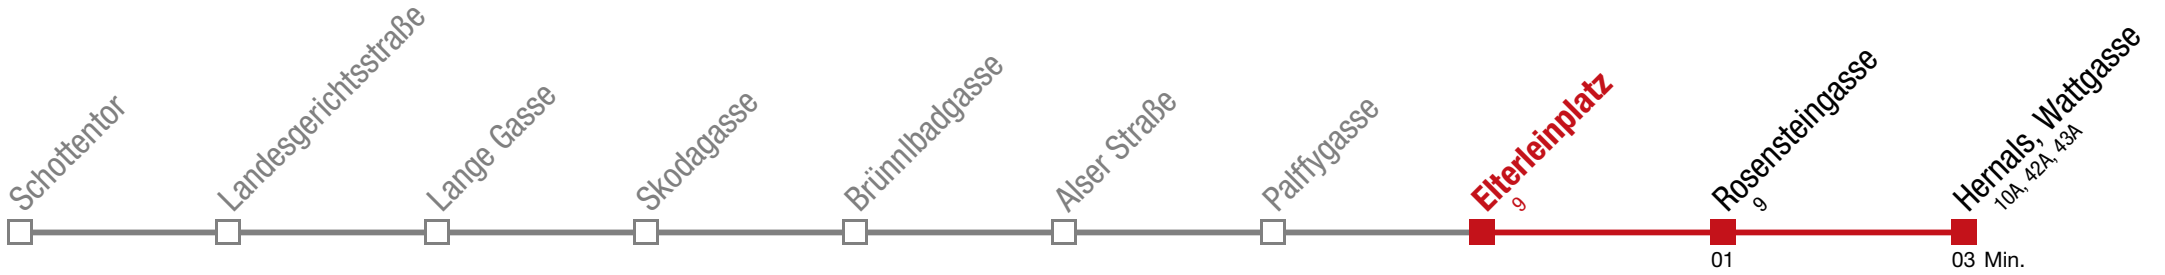 Schottentor
Landesgerichtsstraße
Lange Gasse
Skodagasse
Brünnlbadgasse
Alser Straße
Palffygasse
Elterleinplatz
9
Rosensteingasse
9
Hernals, Wattgasse
10A, 42A, 43A
01
03 Min.